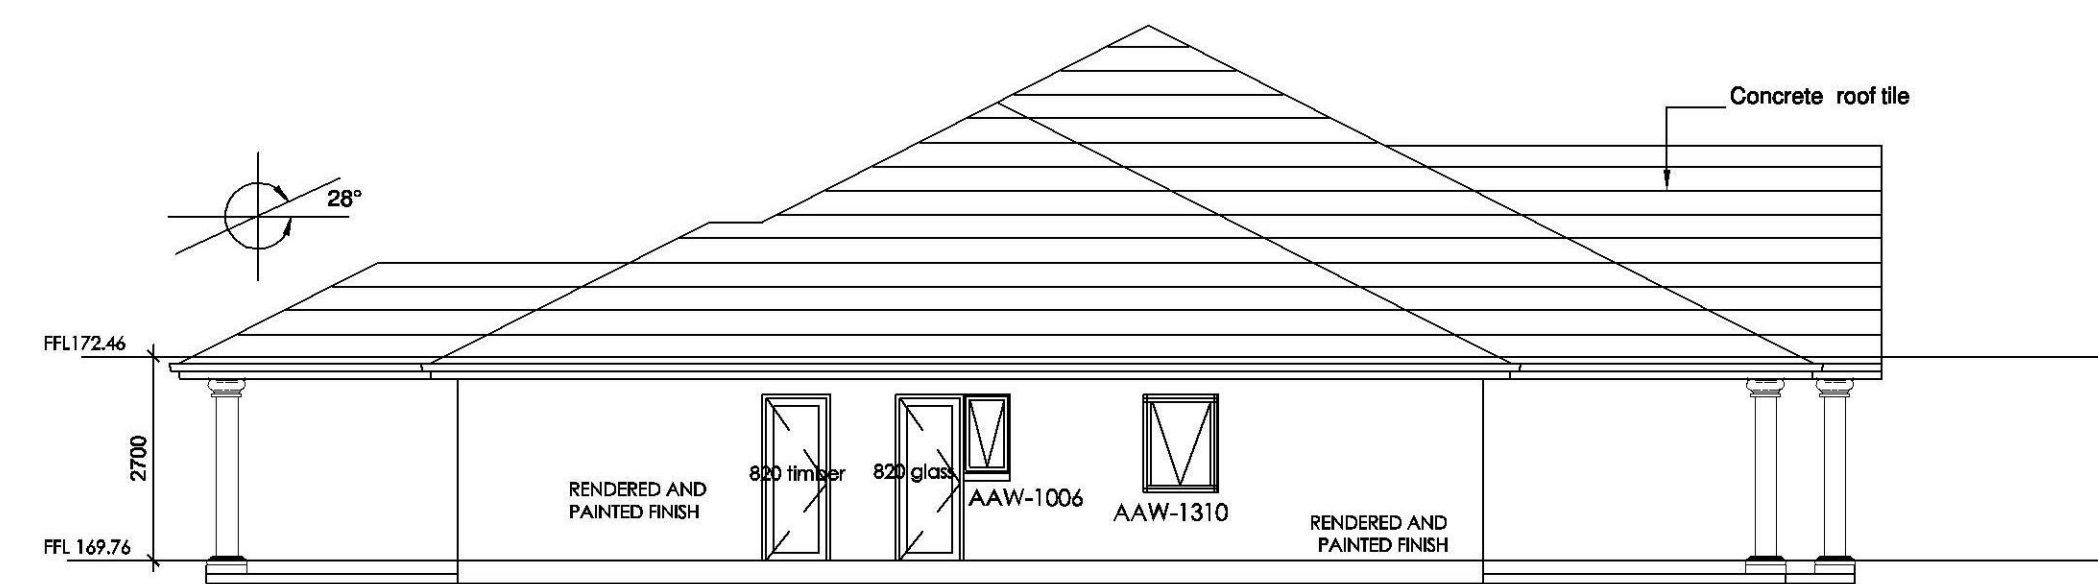 Concrete roof tile
28°
FFL172.46
2700
820 timber
820 glass
RENDERED AND
PAINTED FINISH
AAW-1006
AAW-1310
RENDERED AND
PAINTED FINISH
FFL 169.76